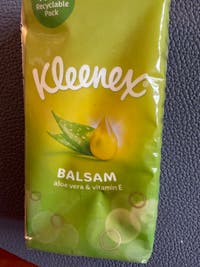 Recyclable
Pack
Kleenex
BALSAM
aloe vera & vitamin E